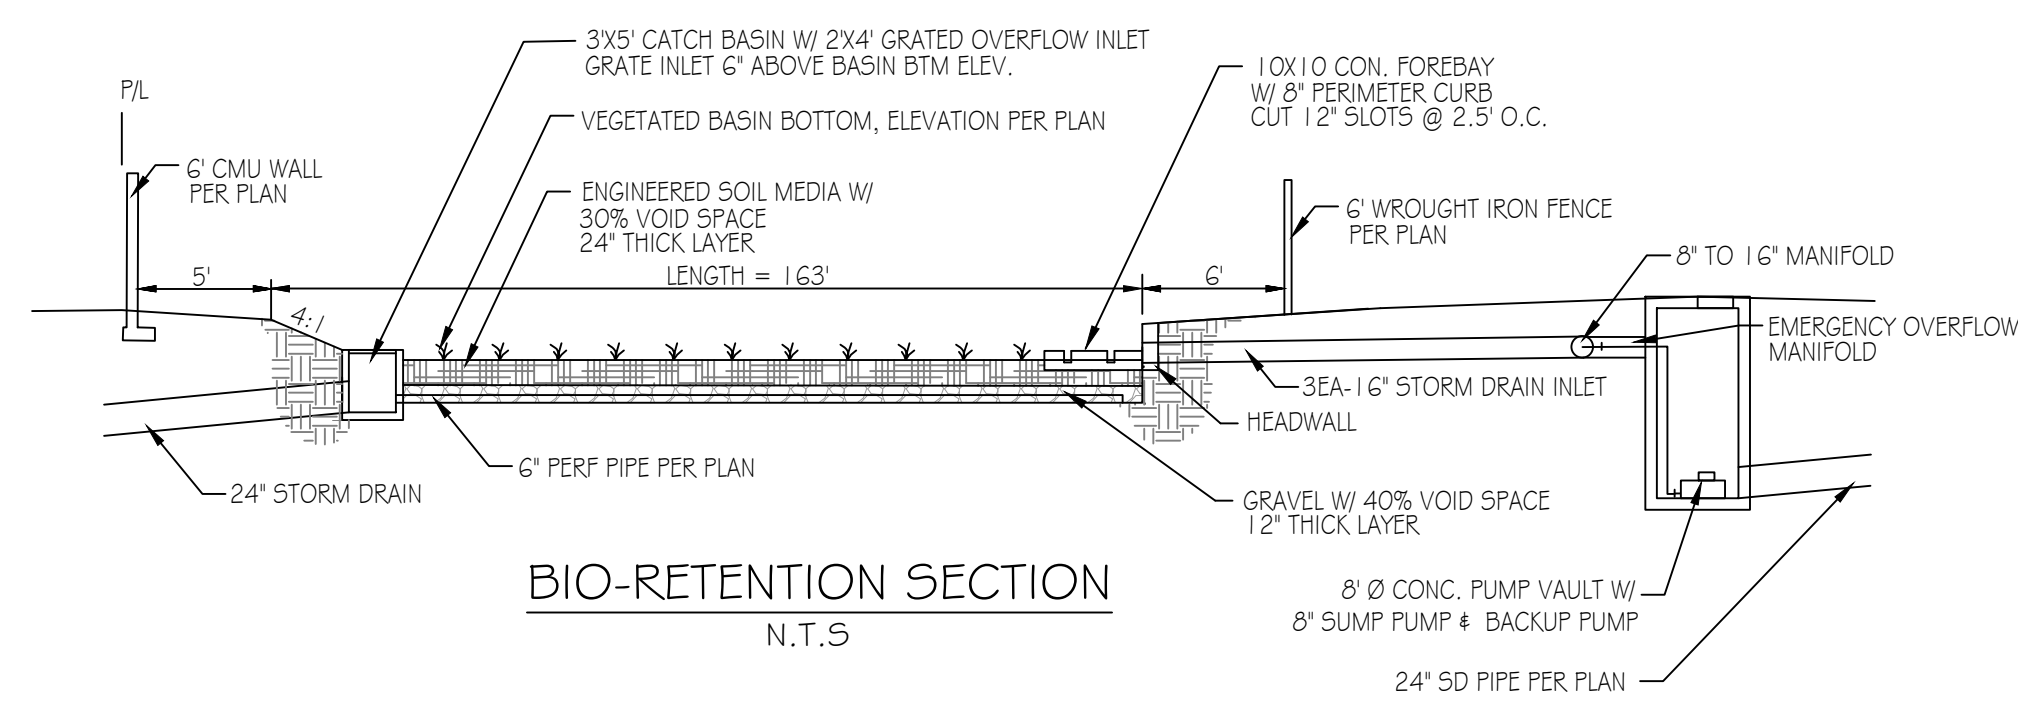 3'X5' CATCH BASIN W/ 2'X4' GRATED OVERFLOW INLET
GRATE INLET 6" ABOVE BASIN BTM ELEV.
10X10 CON. FOREBAY
W/ 8" PERIMETER CURB
CUT 12" SLOTS @ 2.5' O.C.
P/L
VEGETATED BASIN BOTTOM, ELEVATION PER PLAN
6' CMU WALL
PER PLAN
ENGINEERED SOIL MEDIA W/
30% VOID SPACE
24" THICK LAYER
6' WROUGHT IRON FENCE
PER PLAN
8" TO 16" MANIFOLD
5'
LENGTH = 163'
6'
4:1
EMERGENCY OVERFLOW
MANIFOLD
3EA-16" STORM DRAIN INLET
HEADWALL
6" PERF PIPE PER PLAN
24" STORM DRAIN
GRAVEL W/ 40% VOID SPACE
12" THICK LAYER
BIO-RETENTION SECTION
N.T.S
8' Ø CONC. PUMP VAULT W/
8" SUMP PUMP & BACKUP PUMP
24" SD PIPE PER PLAN